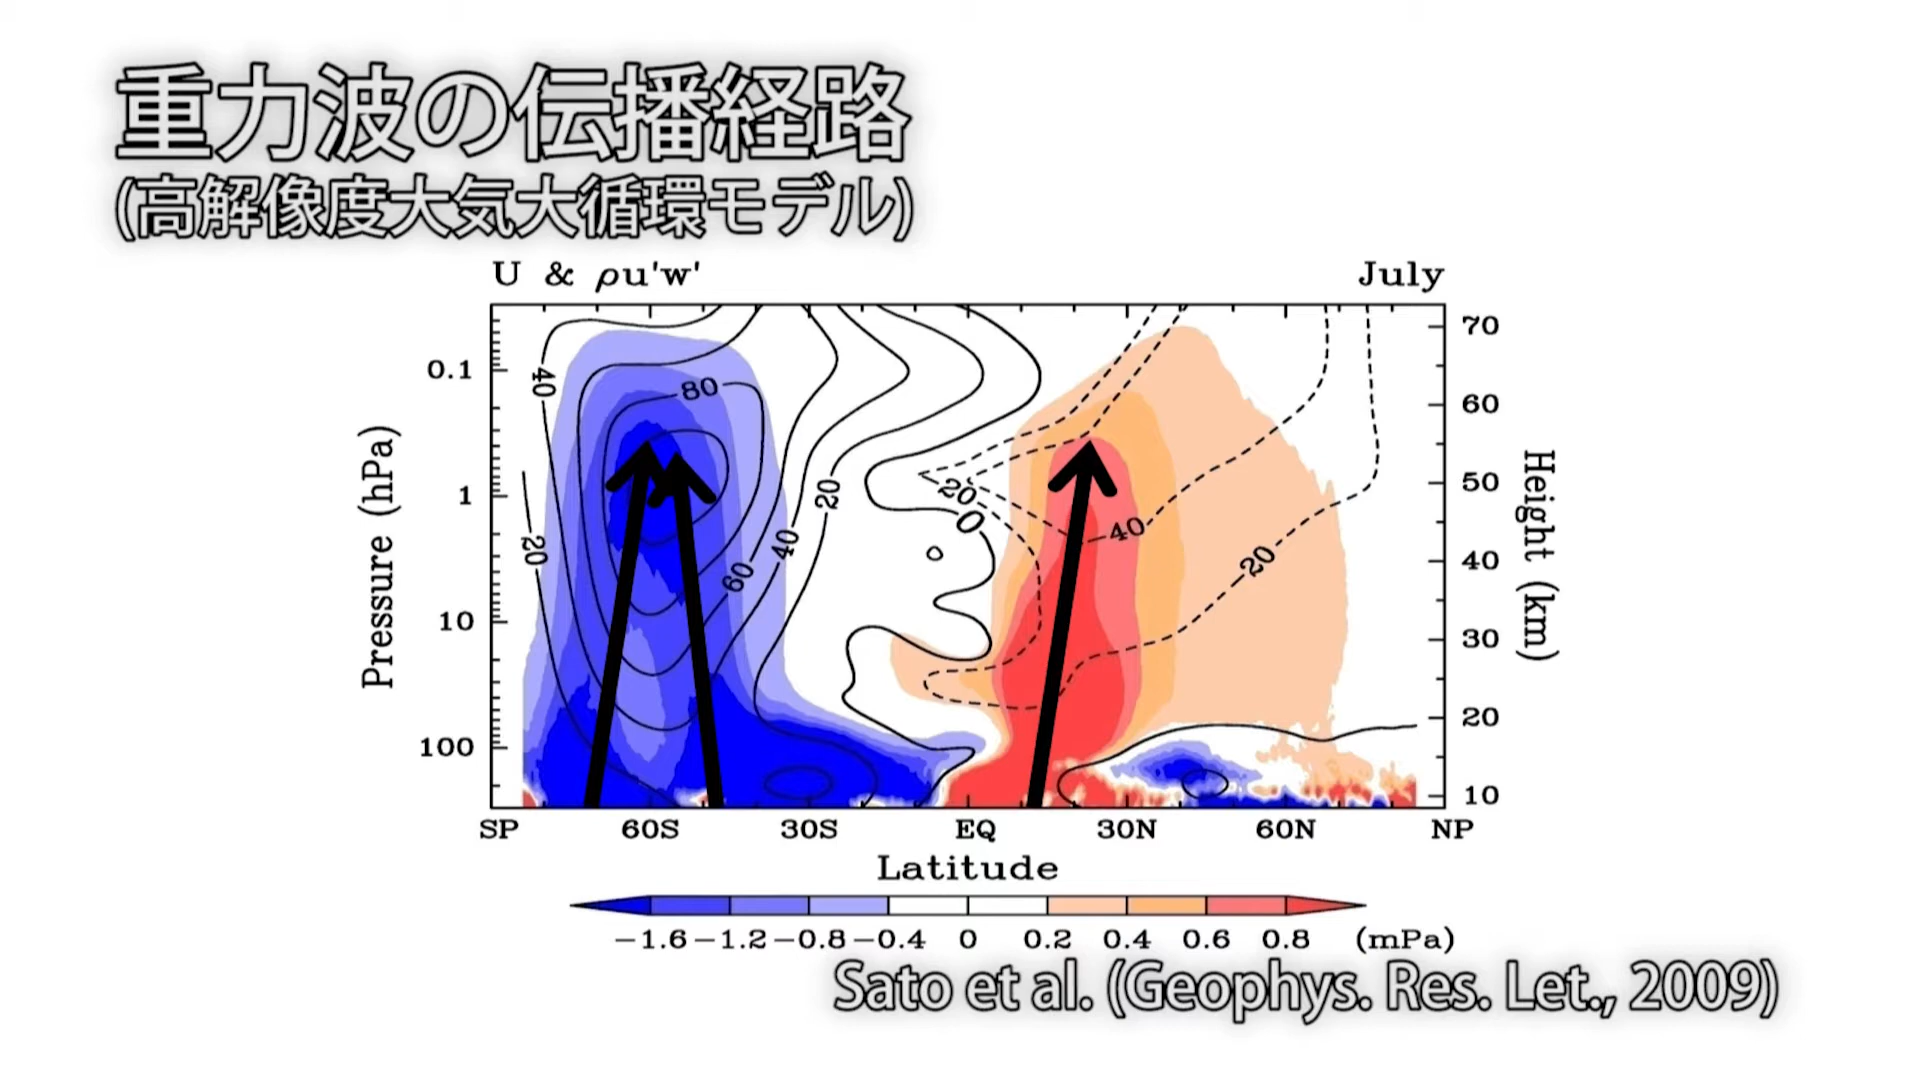 重力波の伝播経路
(高解像度大気大循環モデル)
U & ρu'w' July
70
0.1
60
50
1
40
10
30
20
100
10
Pressure (hPa)
Height (km)
40
80
20
20
40
60
-20
0
-40
-20
SP 60S 30S EQ 30N 60N NP
Latitude
-1.6 -1.2 -0.8 -0.4 0 0.2 0.4 0.6 0.8 (mPa)
Sato et al. (Geophys. Res. Let., 2009)